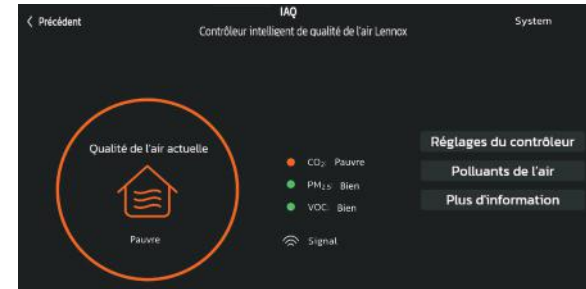 Précédent
IAQ
Contrôleur intelligent de qualité de l'air Lennox
System
Qualité de l'air actuelle
Pauvre
CO₂: Pauvre
PM₂.₅: Bien
VOC: Bien
Signal
Réglages du contrôleur
Polluants de l'air
Plus d'information